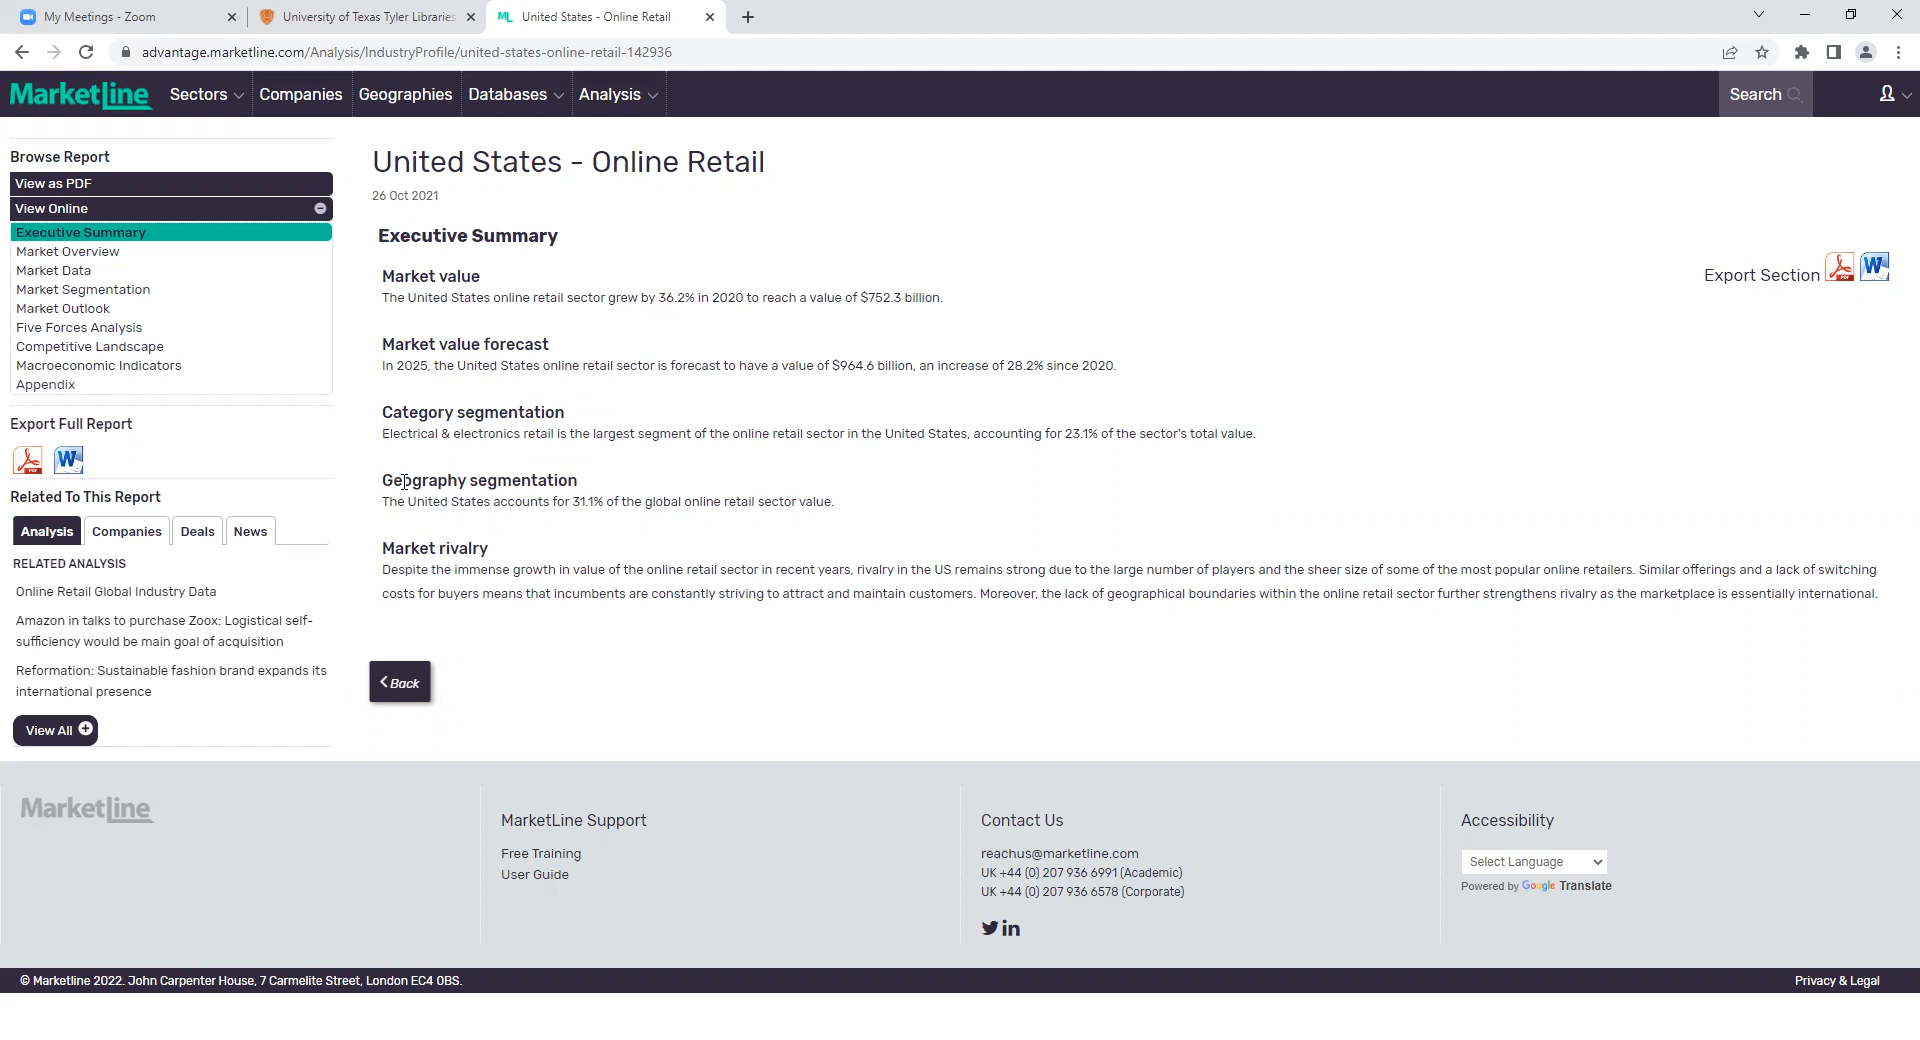 My Meetings - Zoom
University of Texas Tyler Libraries
United States - Online Retail
advantage.marketline.com/Analysis/IndustryProfile/united-states-online-retail-142936
MarketLine
Sectors
Companies
Geographies
Databases
Analysis
Search
Browse Report
View as PDF
View Online
Executive Summary
Market Overview
Market Data
Market Segmentation
Market Outlook
Five Forces Analysis
Competitive Landscape
Macroeconomic Indicators
Appendix
Export Full Report
Related To This Report
Analysis
Companies
Deals
News
RELATED ANALYSIS
Online Retail Global Industry Data
Amazon in talks to purchase Zoox: Logistical self-
sufficiency would be main goal of acquisition
Reformation: Sustainable fashion brand expands its
international presence
View All
United States - Online Retail
26 Oct 2021
Executive Summary
Export Section
Market value
The United States online retail sector grew by 36.2% in 2020 to reach a value of $752.3 billion.
Market value forecast
In 2025, the United States online retail sector is forecast to have a value of $964.6 billion, an increase of 28.2% since 2020.
Category segmentation
Electrical & electronics retail is the largest segment of the online retail sector in the United States, accounting for 23.1% of the sector's total value.
Geography segmentation
The United States accounts for 31.1% of the global online retail sector value.
Market rivalry
Despite the immense growth in value of the online retail sector in recent years, rivalry in the US remains strong due to the large number of players and the sheer size of some of the most popular online retailers. Similar offerings and a lack of switching
costs for buyers means that incumbents are constantly striving to attract and maintain customers. Moreover, the lack of geographical boundaries within the online retail sector further strengthens rivalry as the marketplace is essentially international.
Back
MarketLine
MarketLine Support
Free Training
User Guide
Contact Us
reachus@marketline.com
UK +44 (0) 207 936 6991 (Academic)
UK +44 (0) 207 936 6578 (Corporate)
Accessibility
Select Language
Powered by Google Translate
© Marketline 2022. John Carpenter House, 7 Carmelite Street, London EC4 0BS.
Privacy & Legal